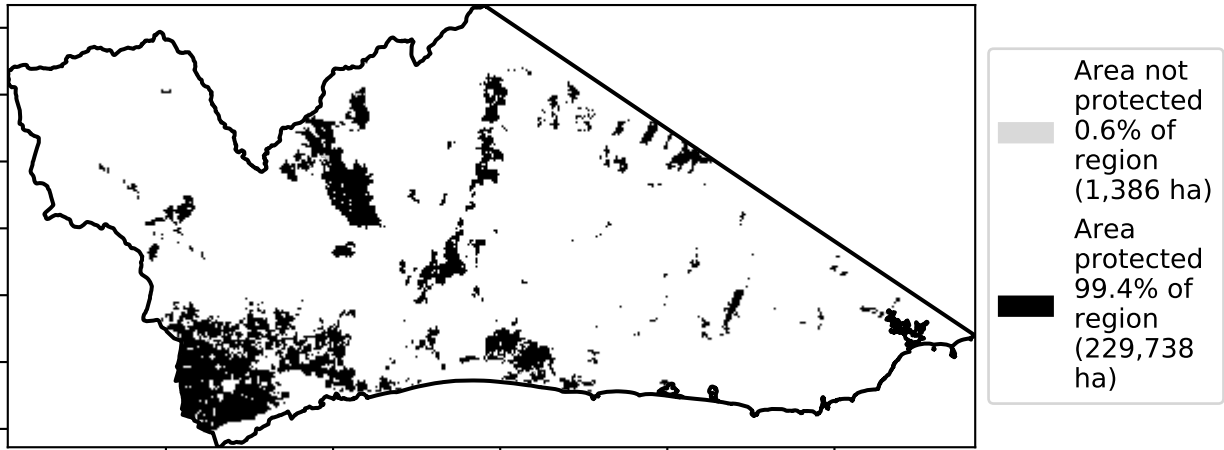 Area not
protected
0.6% of
region
(1,386 ha)
Area
protected
99.4% of
region
(229,738
ha)